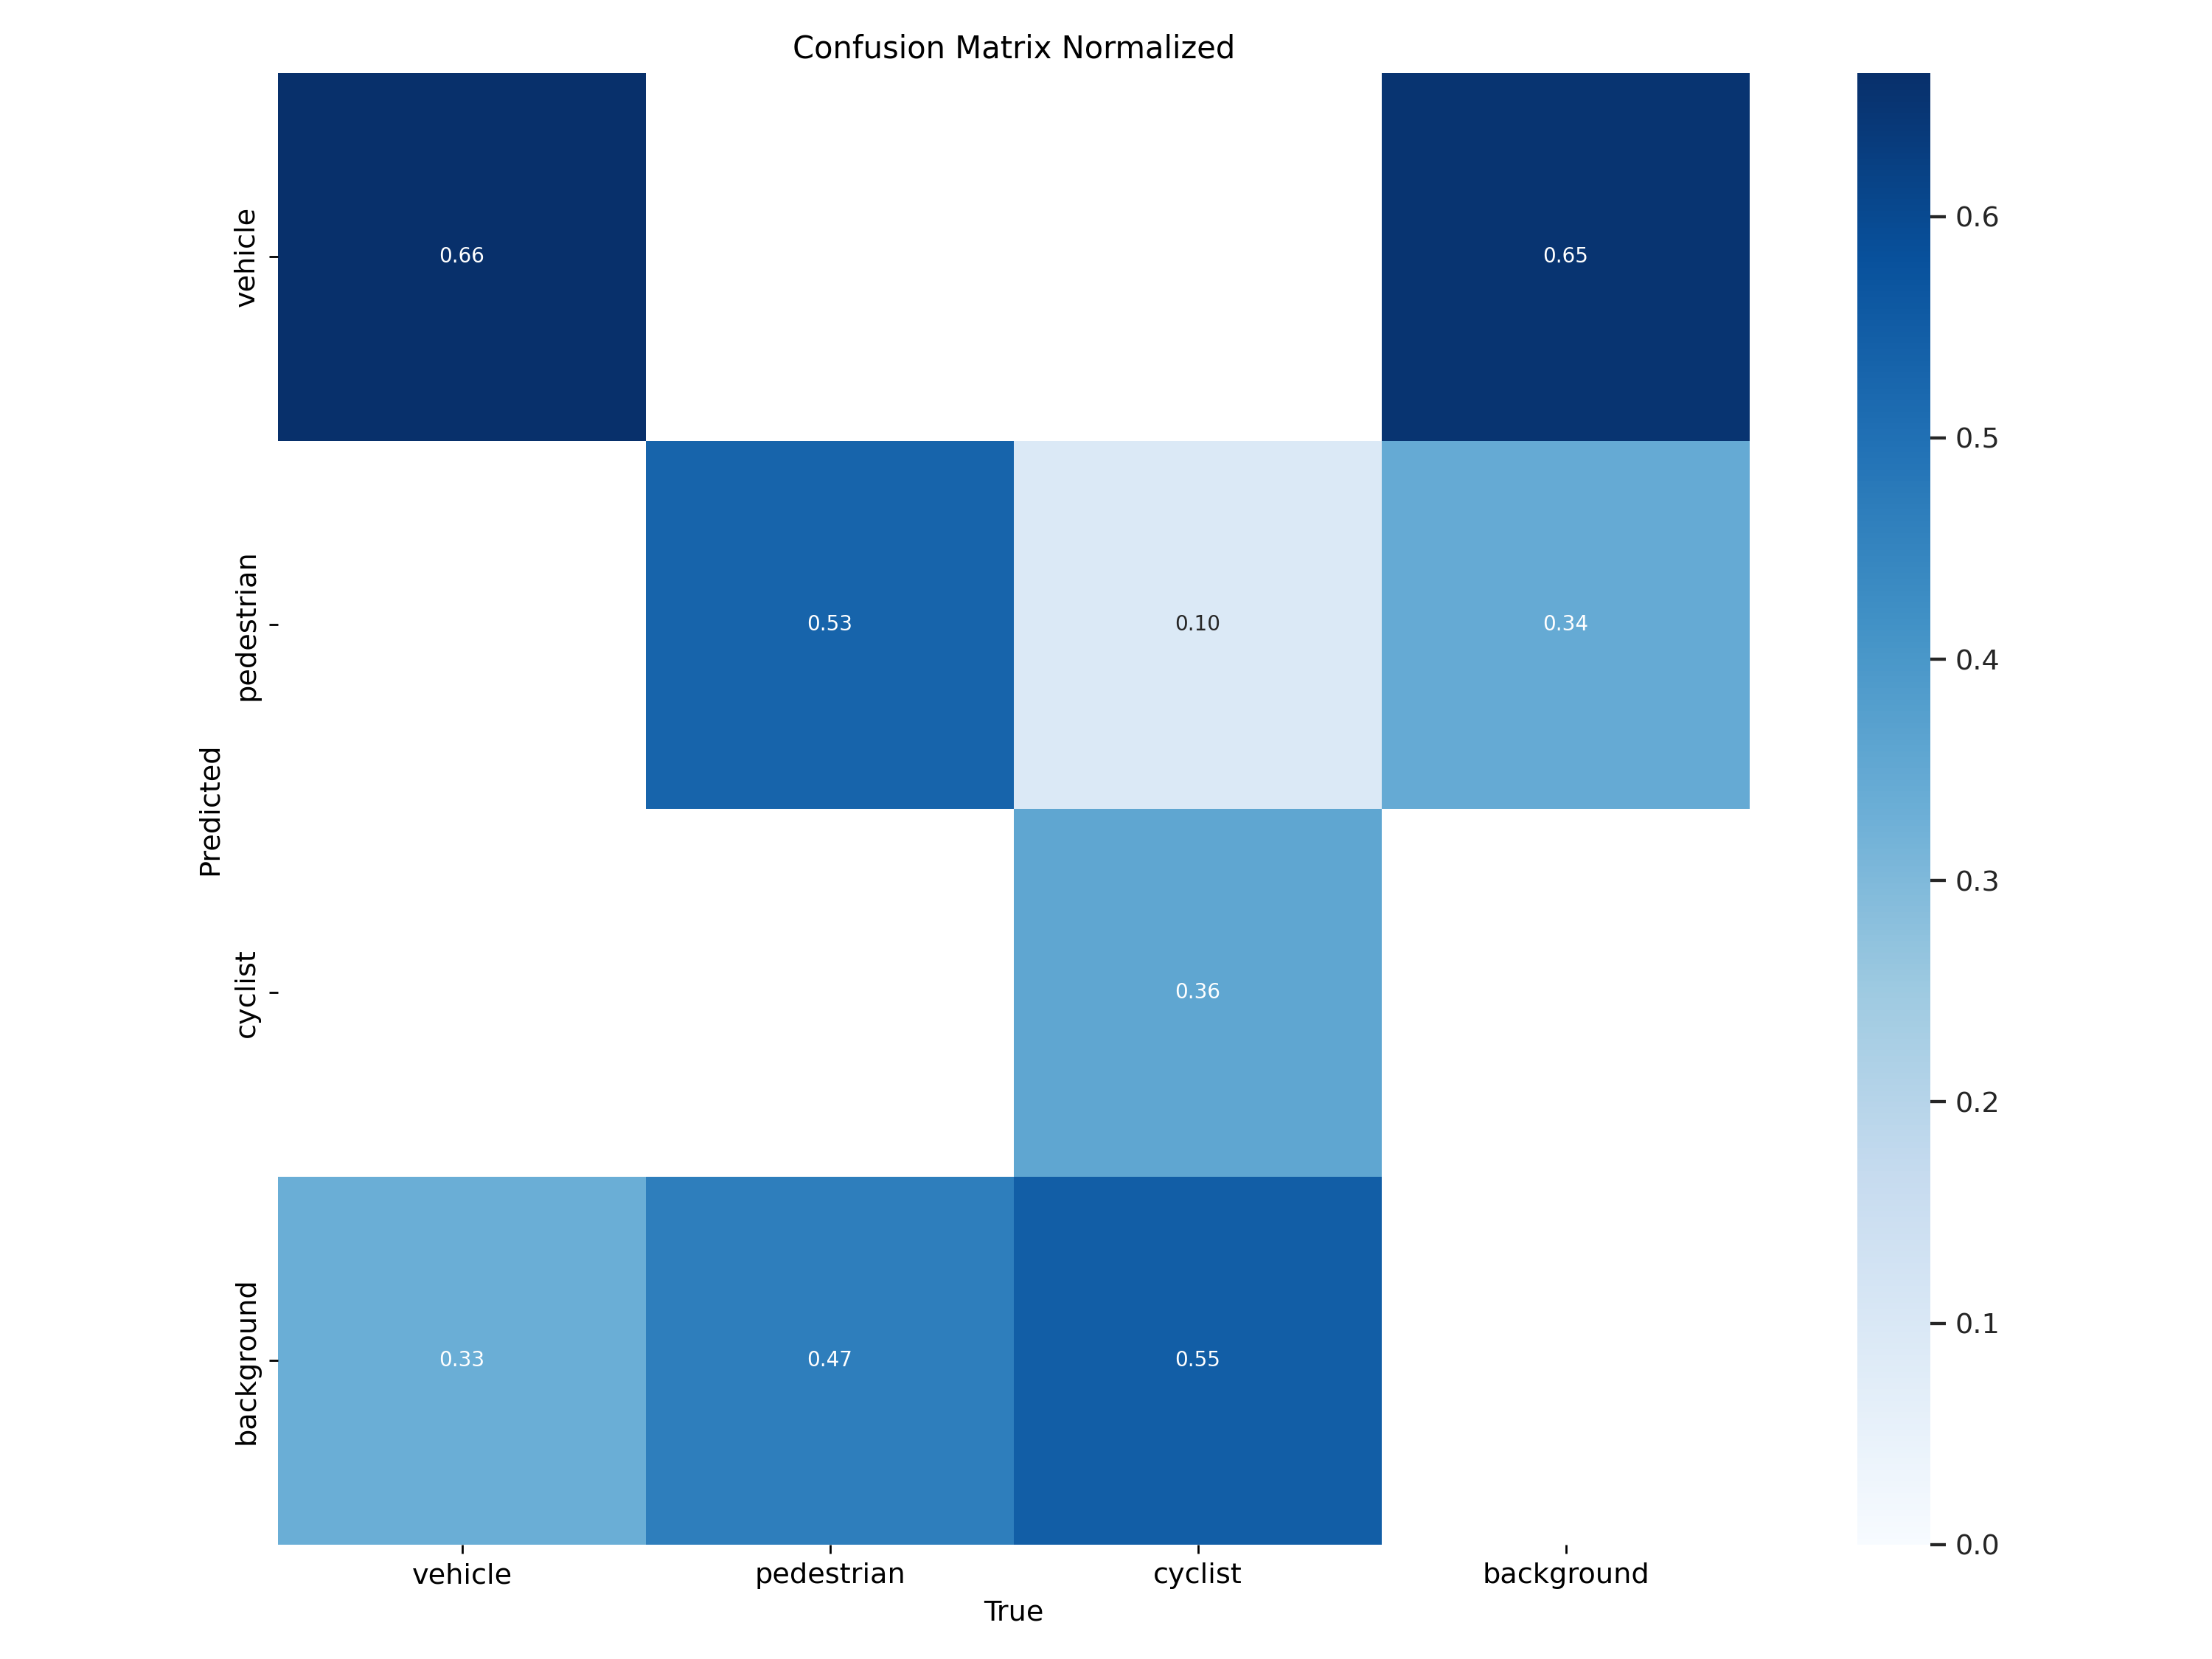 Confusion Matrix Normalized
vehicle
0.66
0.65
0.6
0.5
pedestrian
0.53
0.10
0.34
0.4
Predicted
0.3
cyclist
0.36
0.2
background
0.33
0.47
0.55
0.1
0.0
vehicle
pedestrian
cyclist
background
True